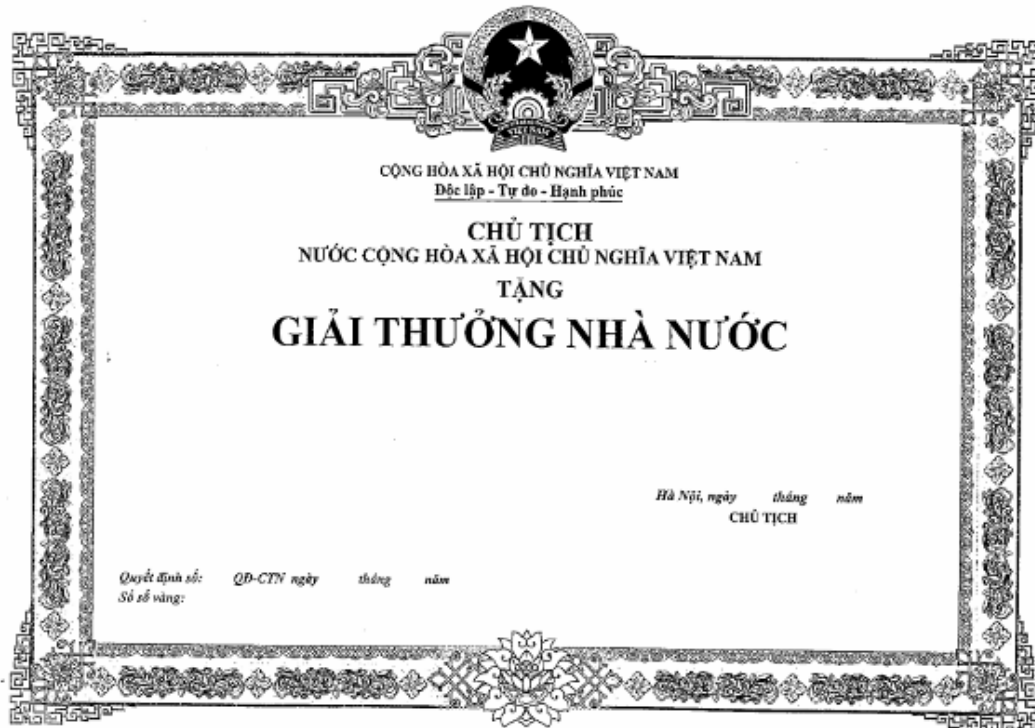 VIỆT NAM
CỘNG HÒA XÃ HỘI CHỦ NGHĨA VIỆT NAM
Độc lập - Tự do - Hạnh phúc
CHỦ TỊCH
NƯỚC CỘNG HÒA XÃ HỘI CHỦ NGHĨA VIỆT NAM
TẶNG
GIẢI THƯỞNG NHÀ NƯỚC
Hà Nội, ngày tháng năm
CHỦ TỊCH
Quyết định số: QĐ-CTN ngày tháng năm
Số sổ vàng: